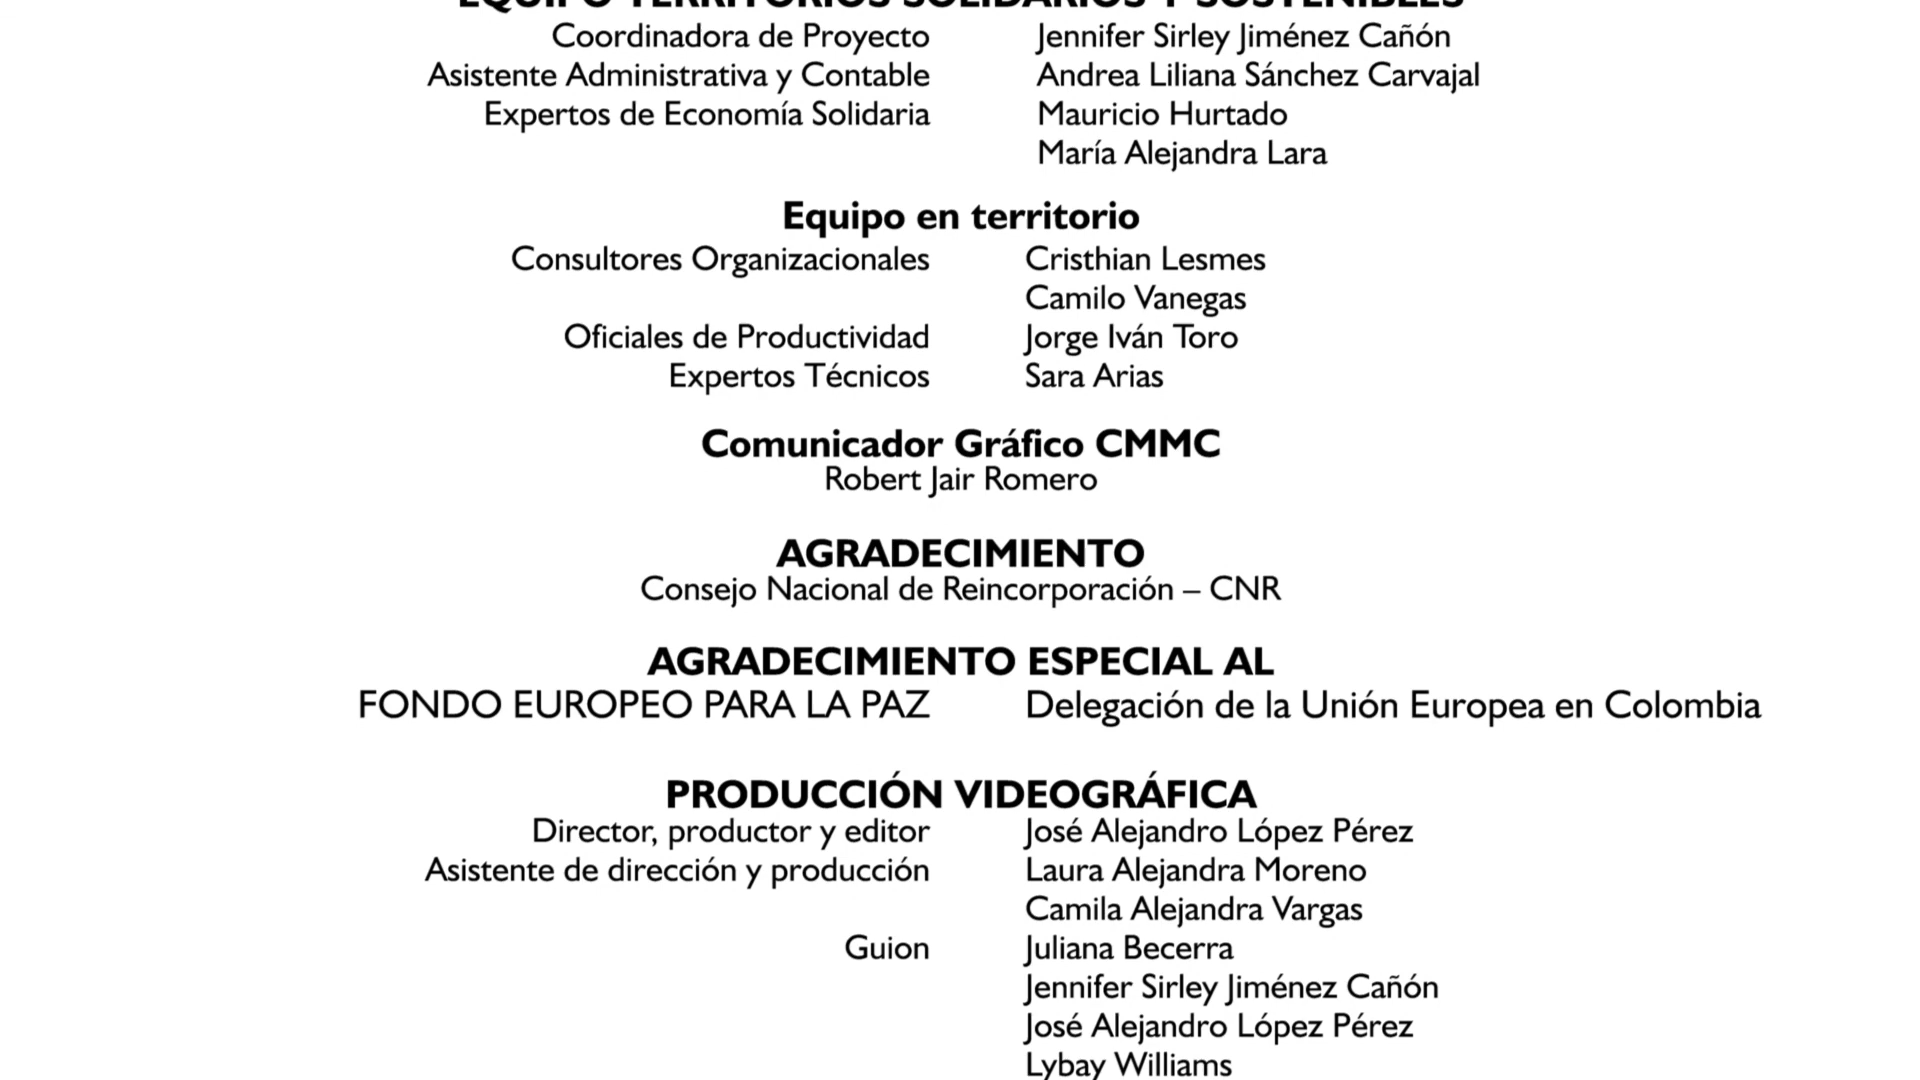 EQUIPO TERRITORIOS SOLIDARIOS Y SOSTENIBLES
Coordinadora de Proyecto Jennifer Sirley Jiménez Cañón
Asistente Administrativa y Contable Andrea Liliana Sánchez Carvajal
Expertos de Economía Solidaria Mauricio Hurtado
María Alejandra Lara
Equipo en territorio
Consultores Organizacionales Cristhian Lesmes
Camilo Vanegas
Oficiales de Productividad Jorge Iván Toro
Expertos Técnicos Sara Arias
Comunicador Gráfico CMMC
Robert Jair Romero
AGRADECIMIENTO
Consejo Nacional de Reincorporación – CNR
AGRADECIMIENTO ESPECIAL AL
FONDO EUROPEO PARA LA PAZ Delegación de la Unión Europea en Colombia
PRODUCCIÓN VIDEOGRÁFICA
Director, productor y editor José Alejandro López Pérez
Asistente de dirección y producción Laura Alejandra Moreno
Camila Alejandra Vargas
Guion Juliana Becerra
Jennifer Sirley Jiménez Cañón
José Alejandro López Pérez
Lybay Williams